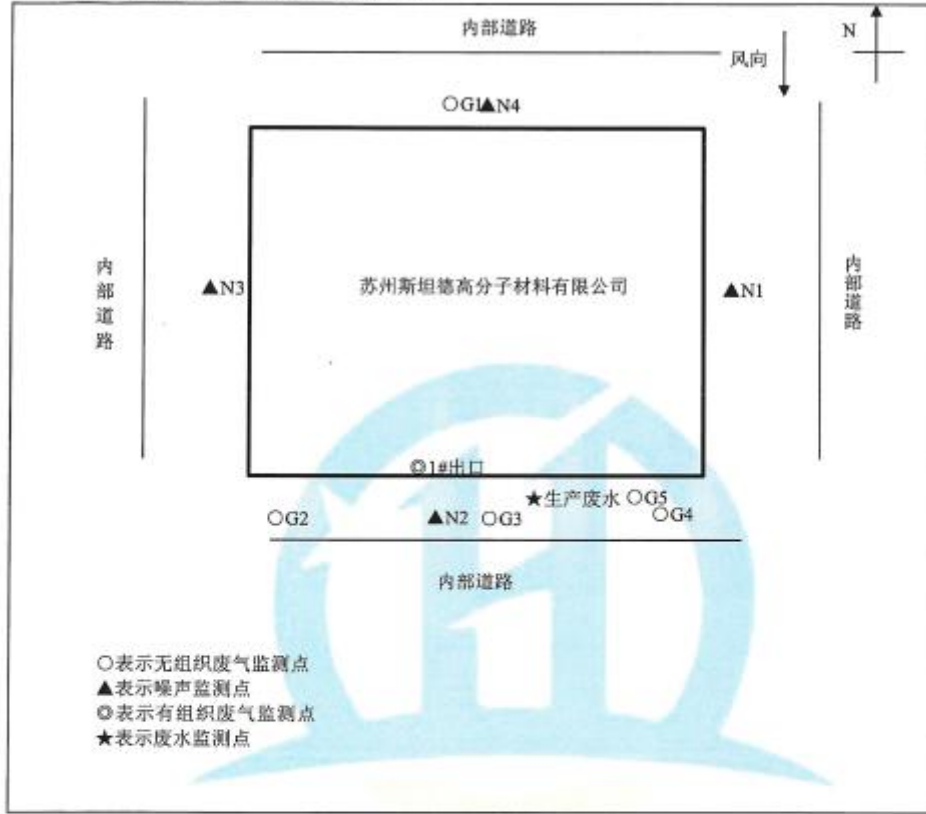 内部道路
N
风向
○G1▲N4
内部道路
▲N3
苏州斯坦德高分子材料有限公司
▲N1
内部道路
◎1#出口
★生产废水 ○G5
○G2
▲N2
○G3
○G4
内部道路
○表示无组织废气监测点
▲表示噪声监测点
◎表示有组织废气监测点
★表示废水监测点